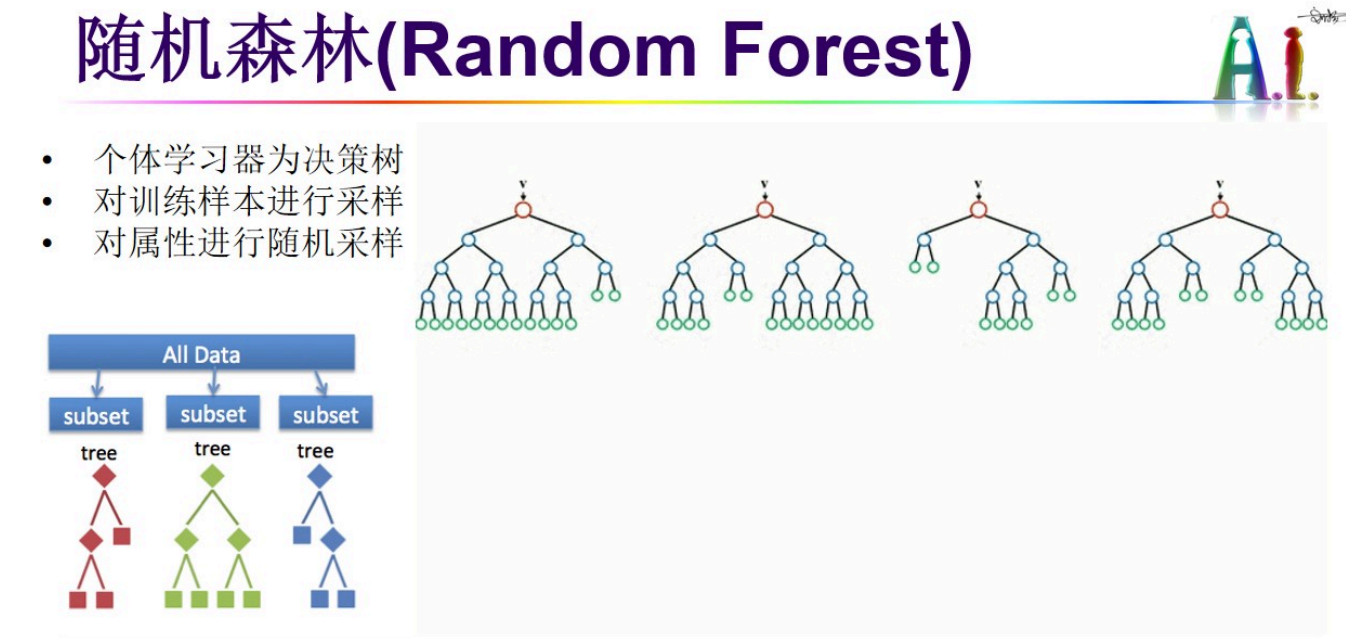 随机森林(Random Forest)
A.I.
• 个体学习器为决策树
• 对训练样本进行采样
• 对属性进行随机采样
v v v v
All Data
subset subset subset
tree tree tree